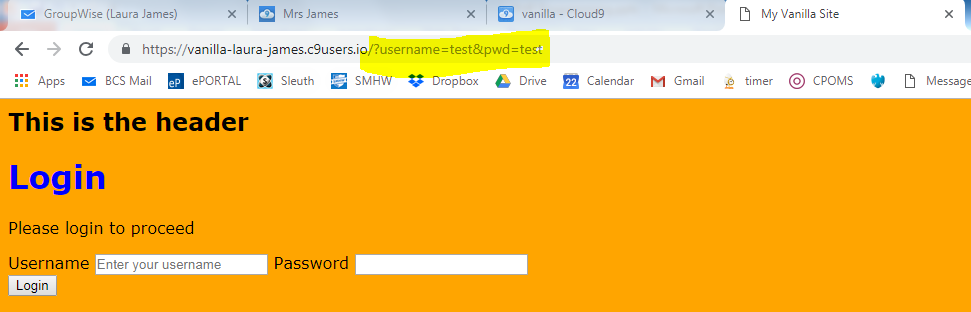 GroupWise (Laura James) Mrs James vanilla - Cloud9 My Vanilla Site
https://vanilla-laura-james.c9users.io/?username=test&pwd=test
Apps BCS Mail eP ePORTAL Sleuth SMHW Dropbox Drive 22 Calendar Gmail timer CPOMS Message
This is the header
Login
Please login to proceed
Username Enter your username Password
Login